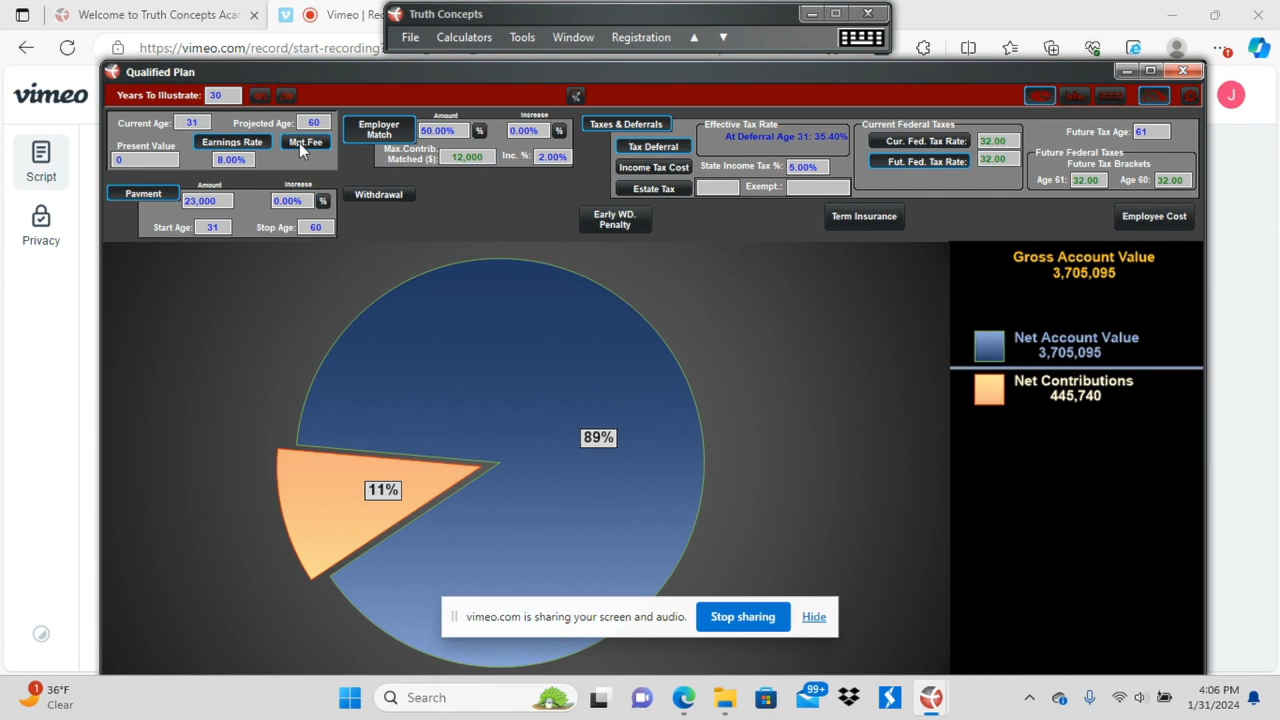 Welcome to Truth Concepts Aca
Vimeo | Rec
https://vimeo.com/record/start-recording?
Truth Concepts
File Calculators Tools Window Registration
vimeo
Script
Privacy
J
Qualified Plan
Years To Illustrate: 30
Current Age: 31 Projected Age: 60
Present Value Earnings Rate Mgt.Fee
0 8.00%
Payment Amount Increase
23,000 0.00% %
Start Age: 31 Stop Age: 60
Employer Match Amount Increase
50.00% % 0.00% %
Max.Contrib. Matched ($): 12,000 Inc. %: 2.00%
Withdrawal
Taxes & Deferrals
Tax Deferral
Income Tax Cost
Estate Tax
Effective Tax Rate
At Deferral Age 31: 35.40%
State Income Tax %: 5.00%
Exempt.:
Current Federal Taxes
Cur. Fed. Tax Rate: 32.00
Fut. Fed. Tax Rate: 32.00
Future Tax Age: 61
Future Federal Taxes
Future Tax Brackets
Age 61: 32.00 Age 60: 32.00
Early WD. Penalty
Term Insurance
Employee Cost
89%
11%
Gross Account Value
3,705,095
Net Account Value
3,705,095
Net Contributions
445,740
vimeo.com is sharing your screen and audio.
Stop sharing
Hide
1
36°F
Clear
Search
99+
4:06 PM
1/31/2024